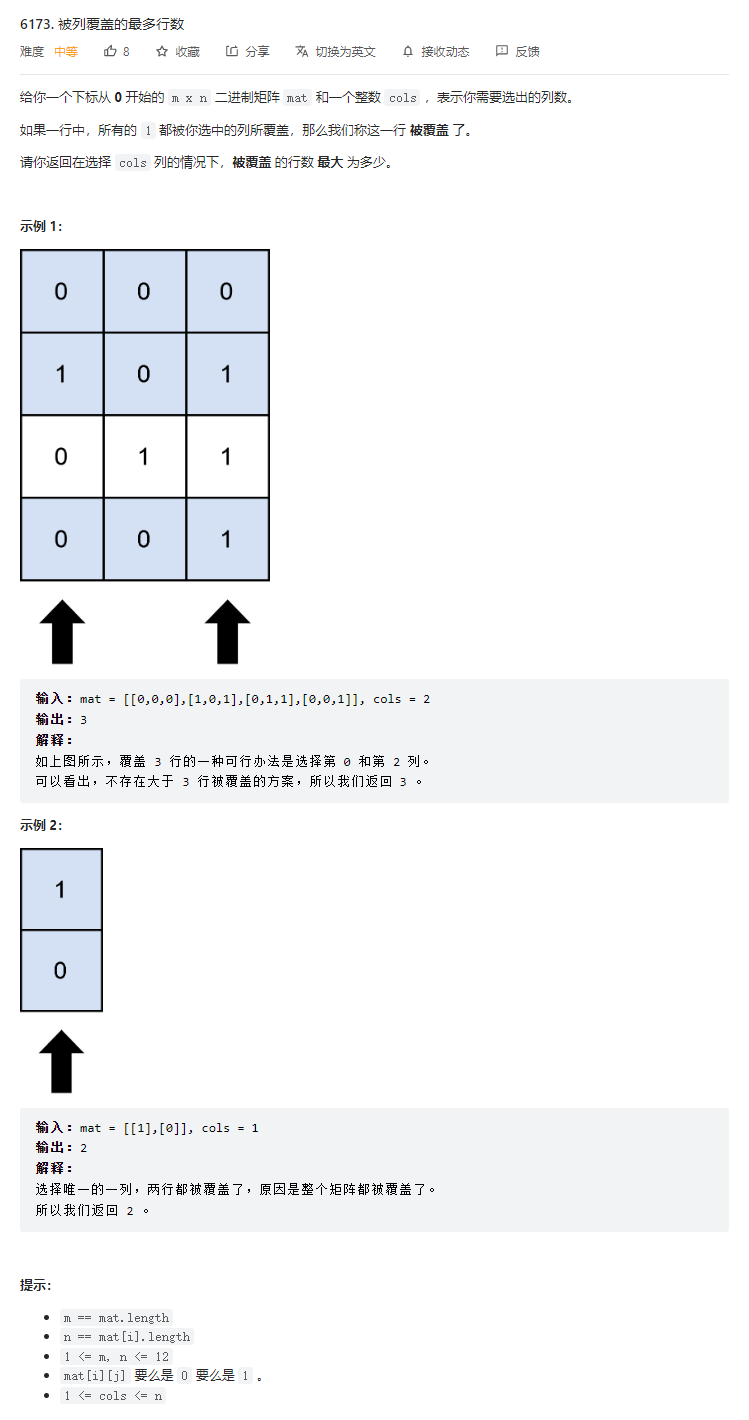 6173. 被列覆盖的最多行数
难度 中等 8 收藏 分享 切换为英文 接收动态 反馈
给你一个下标从 0 开始的 m x n 二进制矩阵 mat 和一个整数 cols ，表示你需要选出的列数。
如果一行中，所有的 1 都被你选中的列所覆盖，那么我们称这一行 被覆盖 了。
请你返回在选择 cols 列的情况下，被覆盖 的行数 最大 为多少。
示例 1：
0 0 0
1 0 1
0 1 1
0 0 1
输入：mat = [[0,0,0],[1,0,1],[0,1,1],[0,0,1]], cols = 2
输出：3
解释：
如上图所示，覆盖 3 行的一种可行办法是选择第 0 和第 2 列。
可以看出，不存在大于 3 行被覆盖的方案，所以我们返回 3 。
示例 2：
1
0
输入：mat = [[1],[0]], cols = 1
输出：2
解释：
选择唯一的一列，两行都被覆盖了，原因是整个矩阵都被覆盖了。
所以我们返回 2 。
提示：
m == mat.length
n == mat[i].length
1 <= m, n <= 12
mat[i][j] 要么是 0 要么是 1 。
1 <= cols <= n